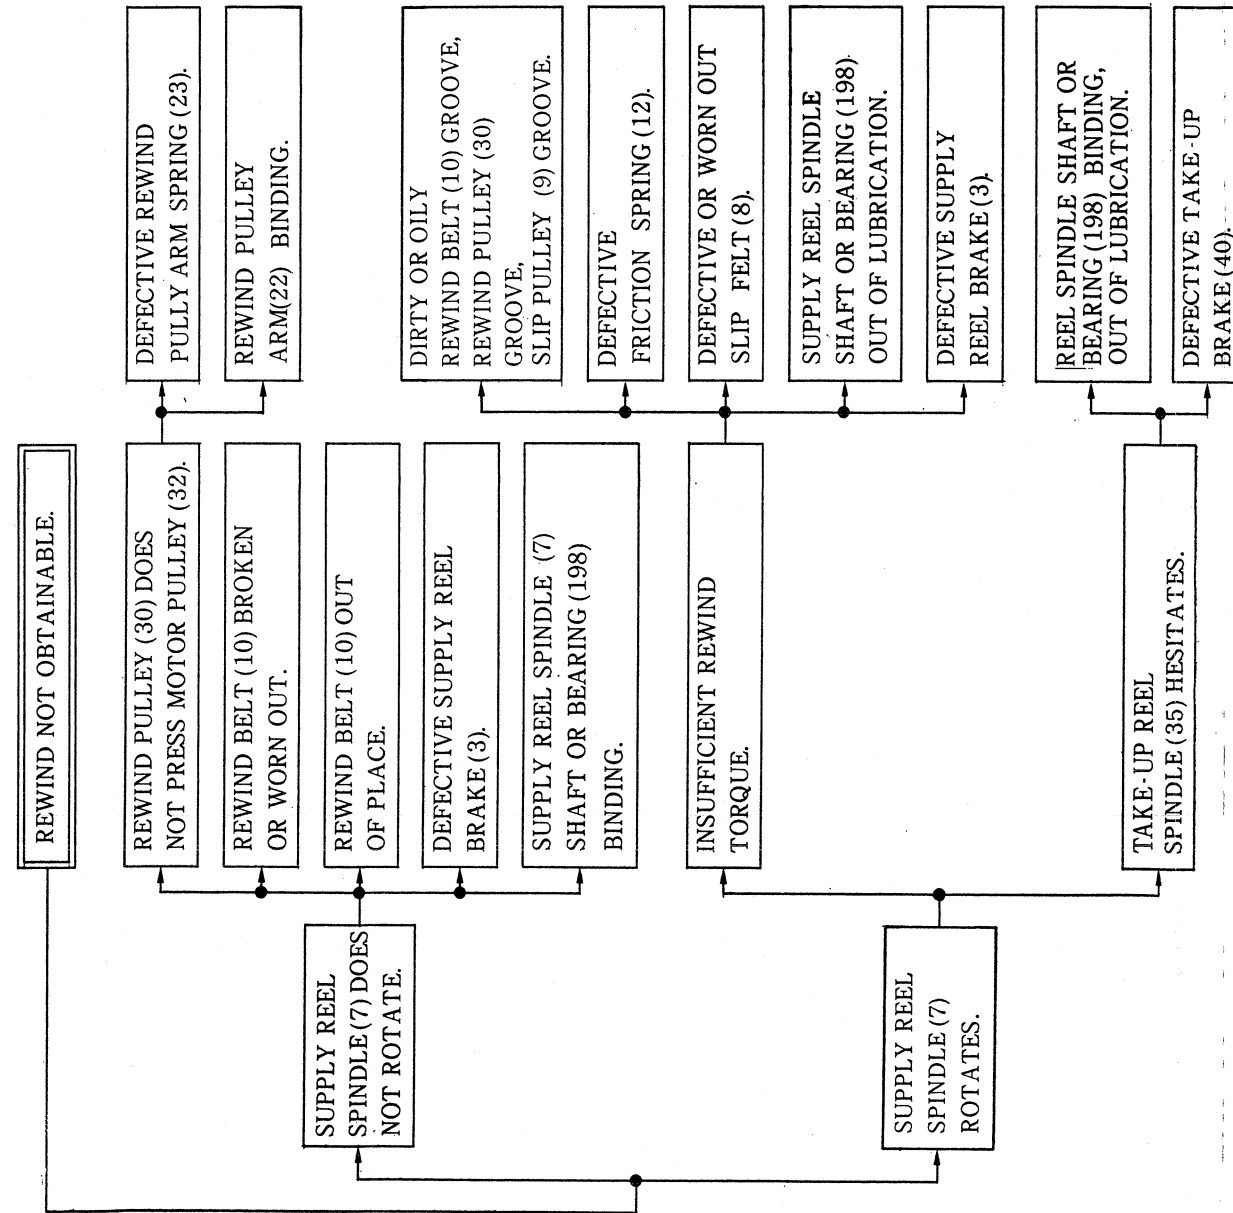 REWIND NOT OBTAINABLE.
SUPPLY REEL
SPINDLE (7) DOES
NOT ROTATE.
REWIND PULLEY (30) DOES
NOT PRESS MOTOR PULLEY (32).
DEFECTIVE REWIND
PULLY ARM SPRING (23).
REWIND PULLEY
ARM(22) BINDING.
REWIND BELT (10) BROKEN
OR WORN OUT.
REWIND BELT (10) OUT
OF PLACE.
DEFECTIVE SUPPLY REEL
BRAKE (3).
SUPPLY REEL SPINDLE (7)
SHAFT OR BEARING (198)
BINDING.
SUPPLY REEL
SPINDLE (7)
ROTATES.
INSUFFICIENT REWIND
TORQUE.
DIRTY OR OILY
REWIND BELT (10) GROOVE,
REWIND PULLEY (30)
GROOVE,
SLIP PULLEY (9) GROOVE.
DEFECTIVE
FRICTION SPRING (12).
DEFECTIVE OR WORN OUT
SLIP FELT (8).
SUPPLY REEL SPINDLE
SHAFT OR BEARING (198)
OUT OF LUBRICATION.
DEFECTIVE SUPPLY
REEL BRAKE (3).
TAKE-UP REEL
SPINDLE (35) HESITATES.
REEL SPINDLE SHAFT OR
BEARING (198) BINDING,
OUT OF LUBRICATION.
DEFECTIVE TAKE-UP
BRAKE (40).